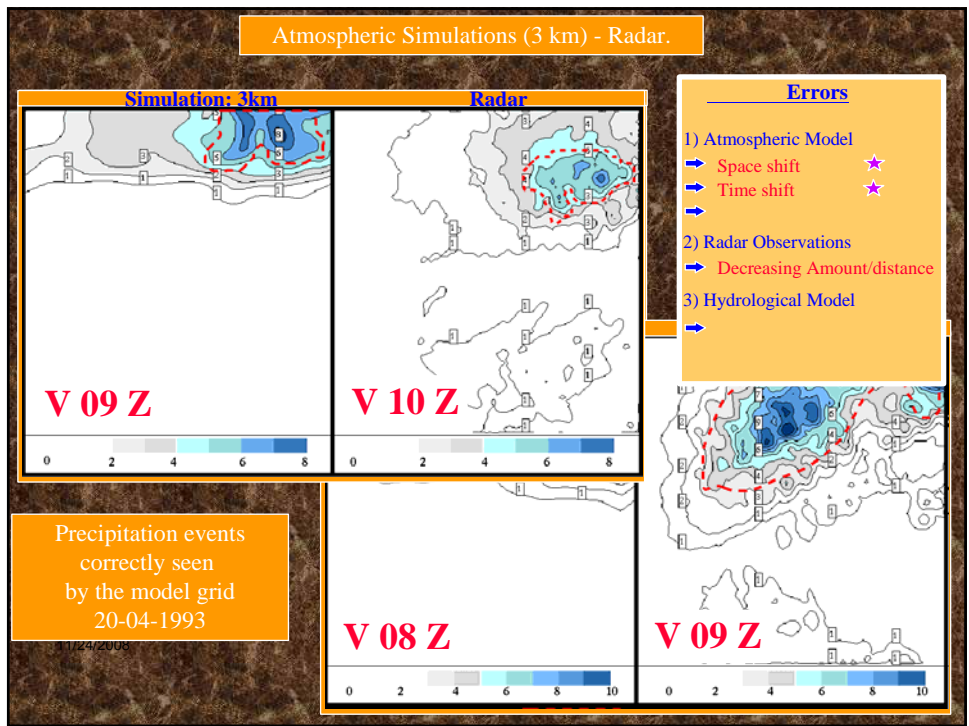 Atmospheric Simulations (3 km) - Radar.
Simulation: 3km
Radar
V 09 Z
V 10 Z
0 2 4 6 8
0 2 4 6 8
Errors
1) Atmospheric Model
Space shift
Time shift
2) Radar Observations
Decreasing Amount/distance
3) Hydrological Model
Precipitation events
correctly seen
by the model grid
20-04-1993
11/24/2008
V 08 Z
V 09 Z
0 2 4 6 8 10
0 2 4 6 8 10